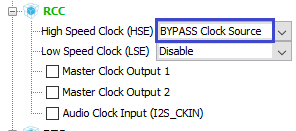 RCC
High Speed Clock (HSE) BYPASS Clock Source
Low Speed Clock (LSE) Disable
Master Clock Output 1
Master Clock Output 2
Audio Clock Input (I2S_CKIN)